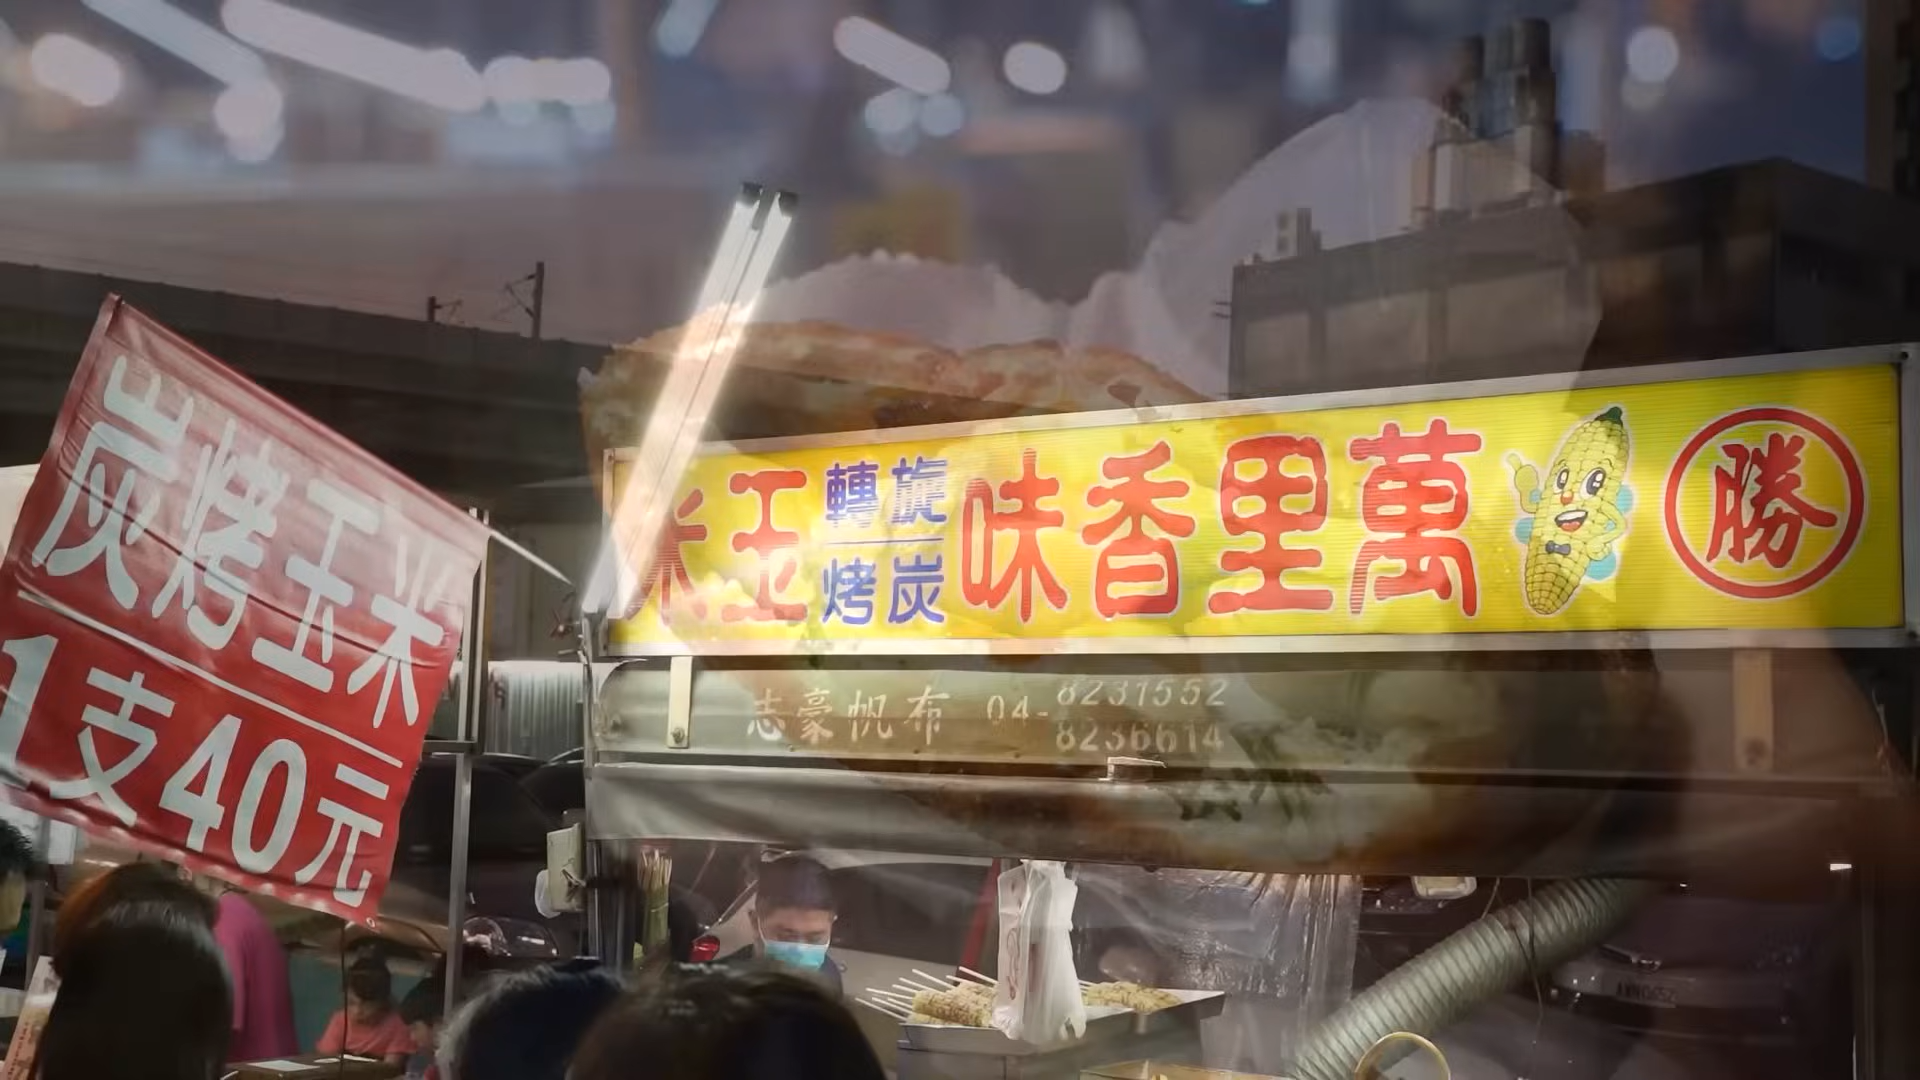 炭烤玉米
1支40元
勝 萬里香味 旋轉 炭烤 玉米
志豪帆布 04-8231552
8236614